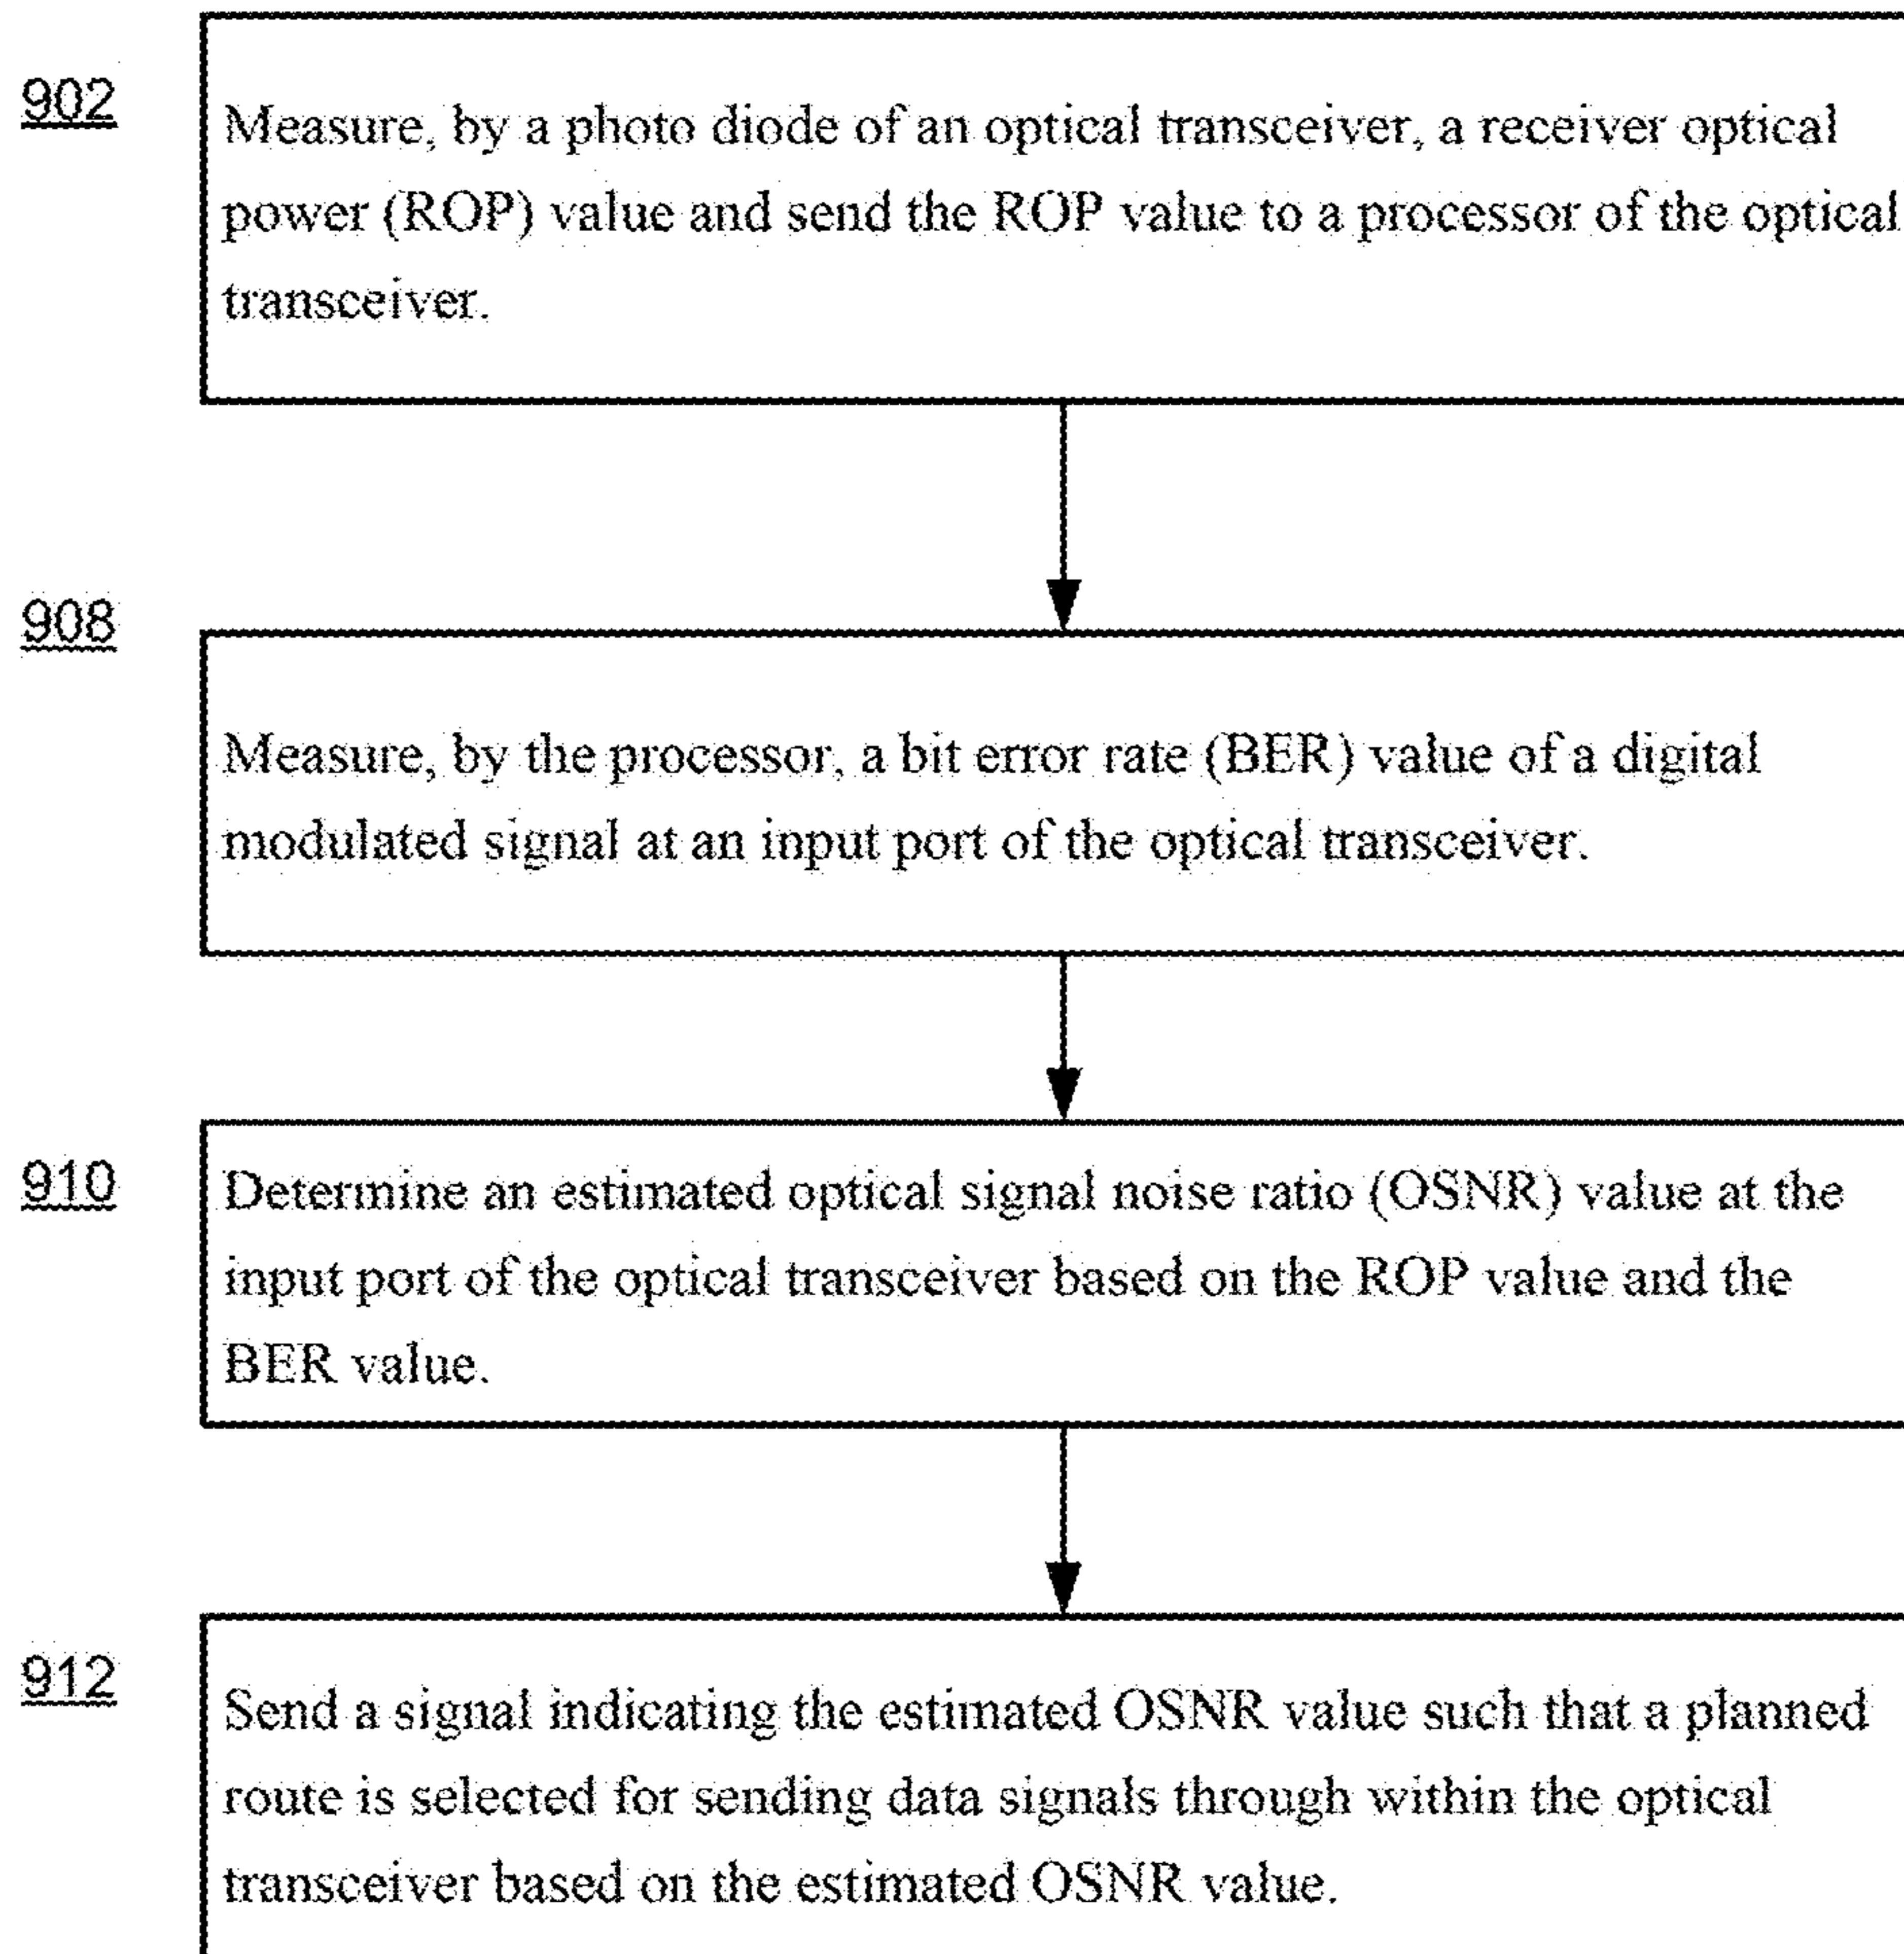 902
Measure, by a photo diode of an optical transceiver, a receiver optical
power (ROP) value and send the ROP value to a processor of the optical
transceiver.
908
Measure, by the processor, a bit error rate (BER) value of a digital
modulated signal at an input port of the optical transceiver.
910
Determine an estimated optical signal noise ratio (OSNR) value at the
input port of the optical transceiver based on the ROP value and the
BER value.
912
Send a signal indicating the estimated OSNR value such that a planned
route is selected for sending data signals through within the optical
transceiver based on the estimated OSNR value.